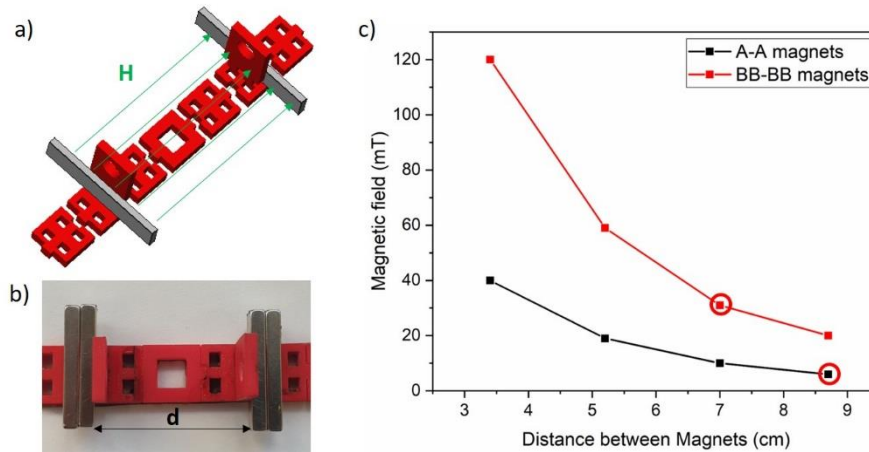 a)
H
b)
d
c)
A-A magnets
BB-BB magnets
Magnetic field (mT)
120
100
80
60
40
20
0
3
4
5
6
7
8
9
Distance between Magnets (cm)